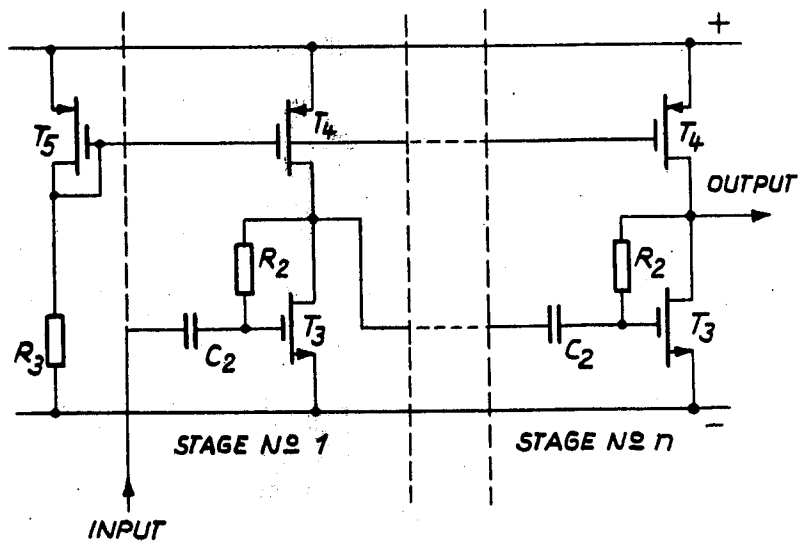 +
T5
T4
T4
OUTPUT
R2
R2
T3
T3
R3
C2
C2
−
STAGE Nº 1
STAGE Nº n
INPUT